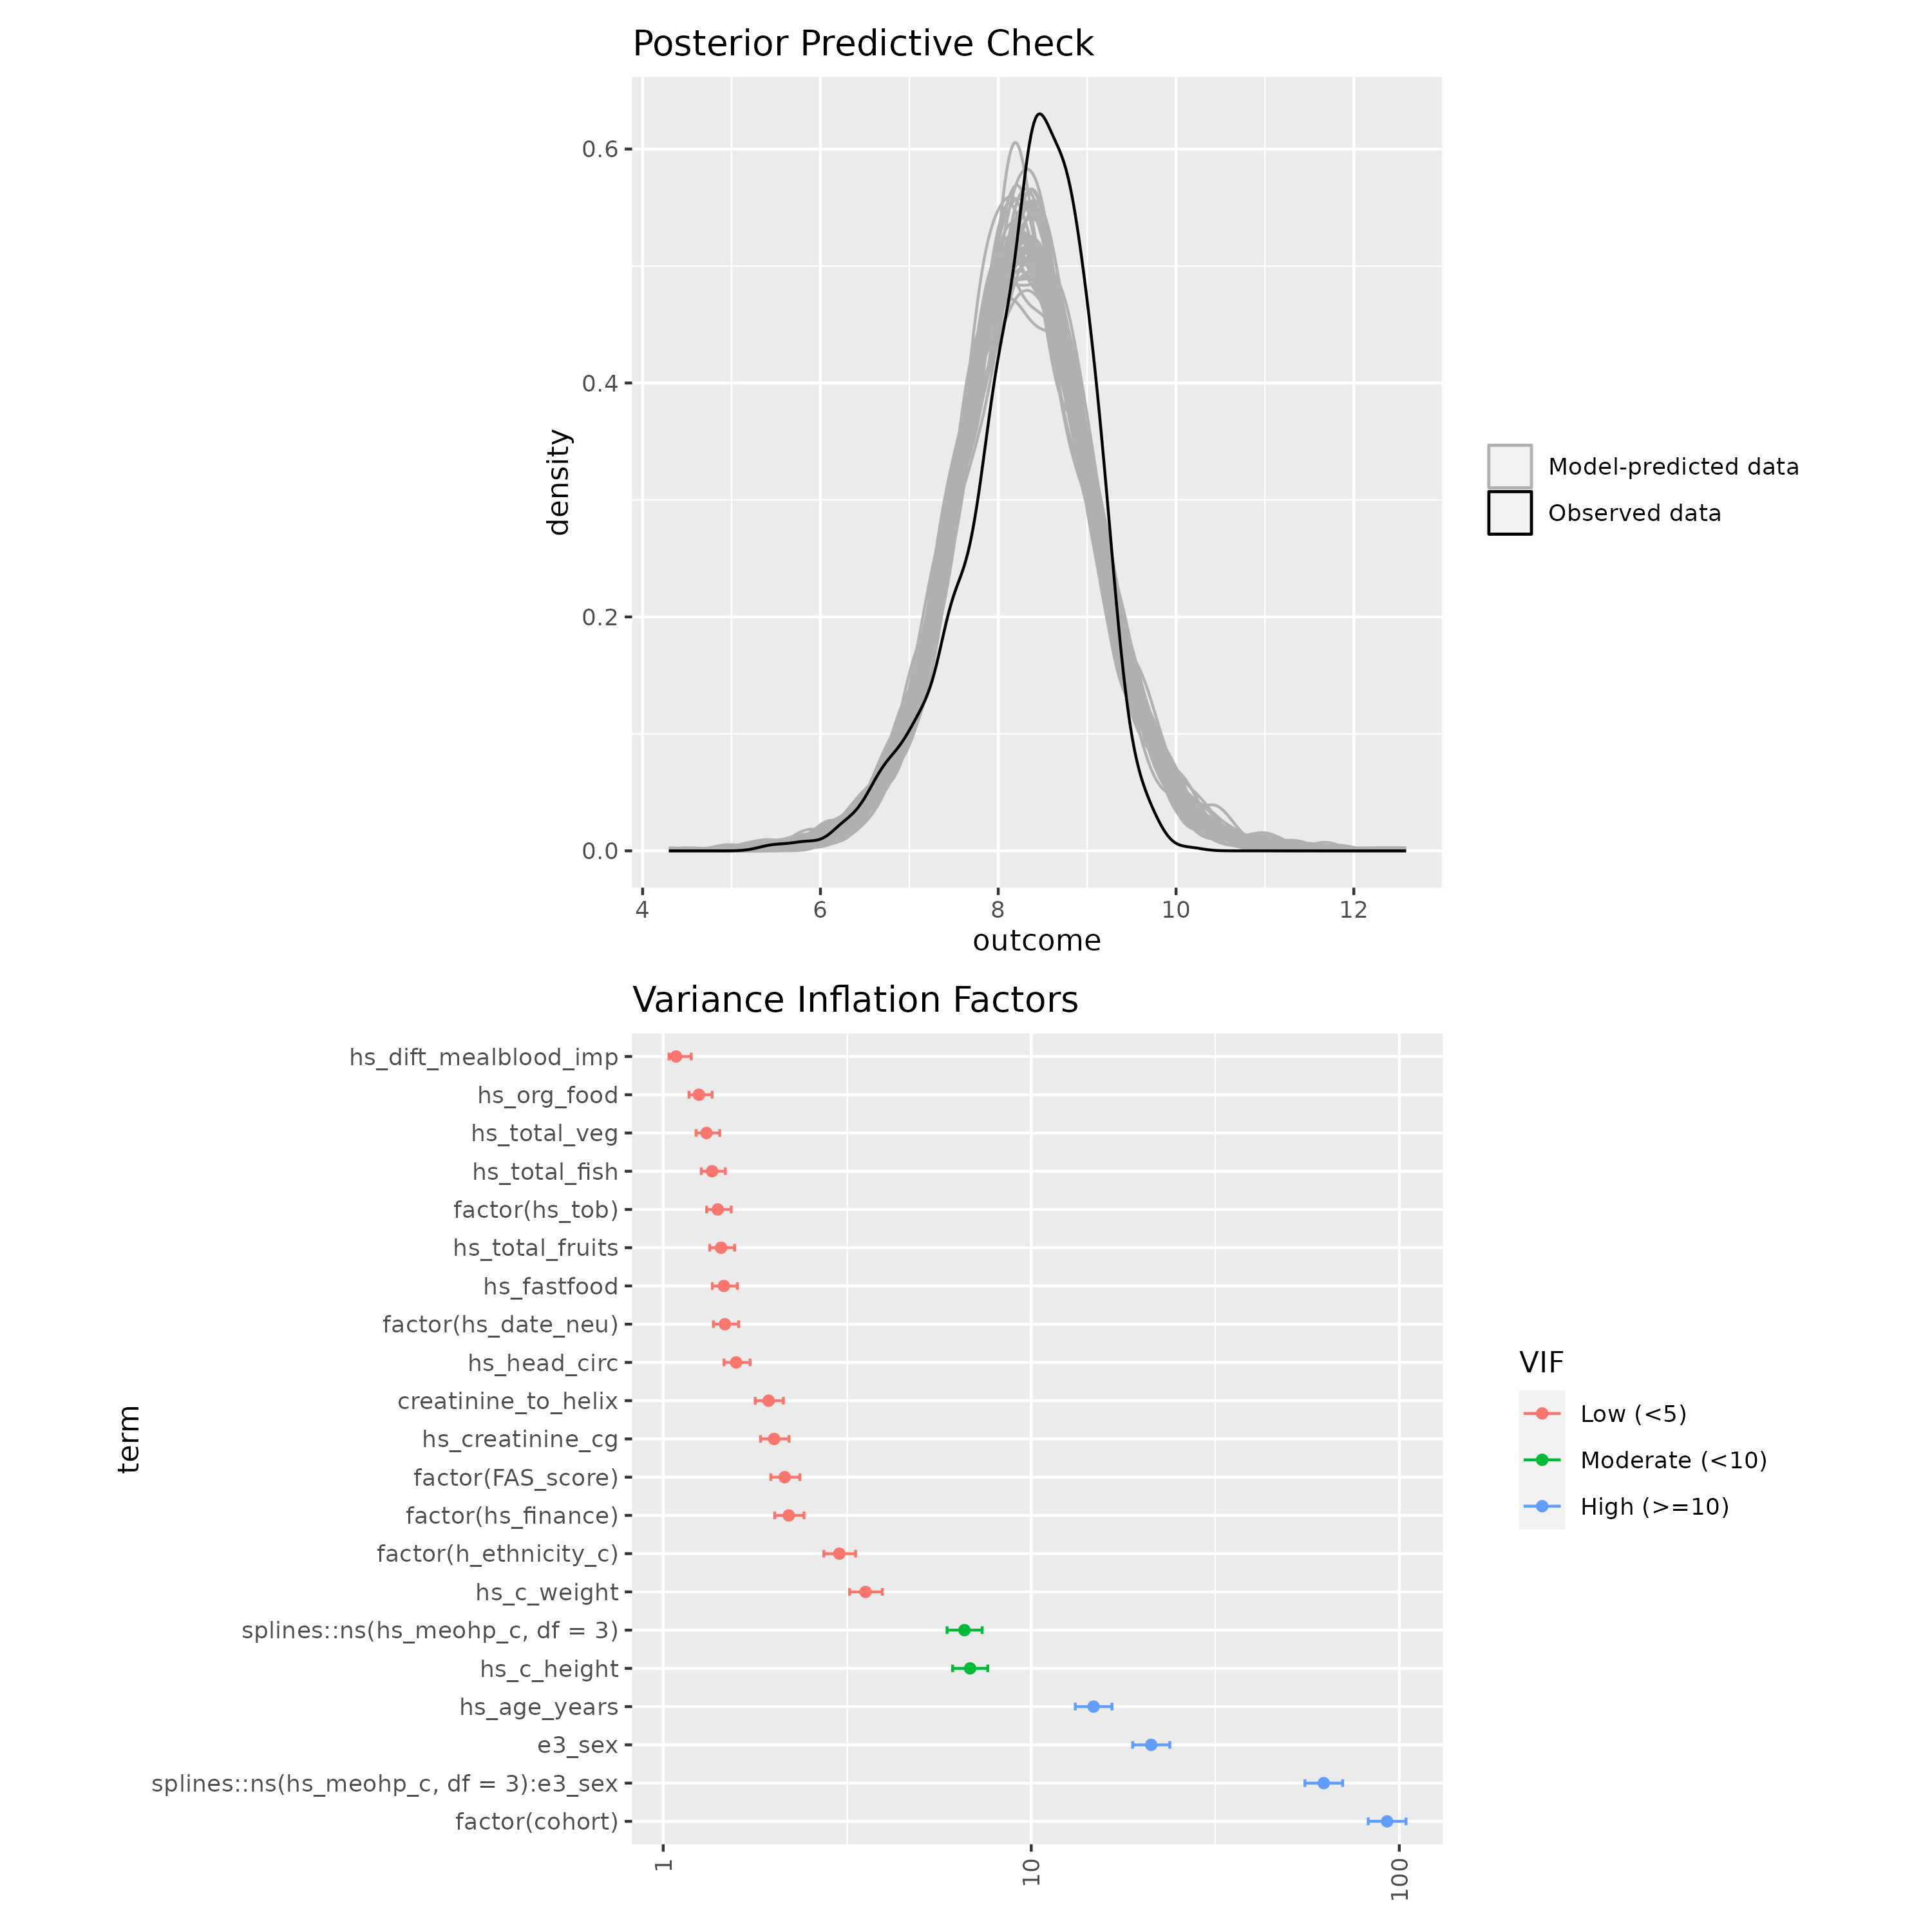 Posterior Predictive Check
0.6
0.4
0.2
0.0
density
4 6 8 10 12
outcome
Model-predicted data
Observed data
Variance Inflation Factors
hs_dift_mealblood_imp
hs_org_food
hs_total_veg
hs_total_fish
factor(hs_tob)
hs_total_fruits
hs_fastfood
factor(hs_date_neu)
hs_head_circ
creatinine_to_helix
hs_creatinine_cg
factor(FAS_score)
factor(hs_finance)
factor(h_ethnicity_c)
hs_c_weight
splines::ns(hs_meohp_c, df = 3)
hs_c_height
hs_age_years
e3_sex
splines::ns(hs_meohp_c, df = 3):e3_sex
factor(cohort)
term
1 10 100
VIF
Low (<5)
Moderate (<10)
High (>=10)